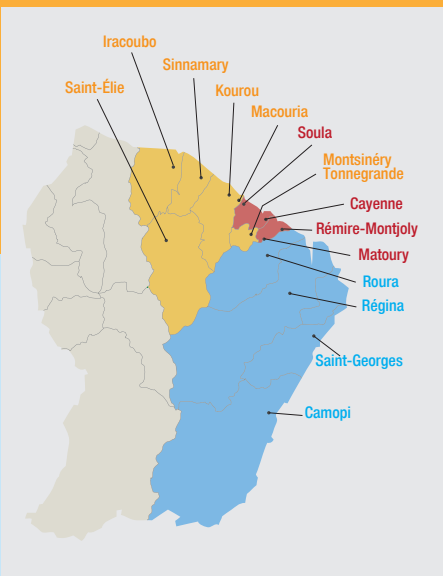 Iracoubo
Sinnamary
Saint-Élie
Kourou
Macouria
Soula
Montsinéry
Tonnegrande
Cayenne
Rémire-Montjoly
Matoury
Roura
Régina
Saint-Georges
Camopi